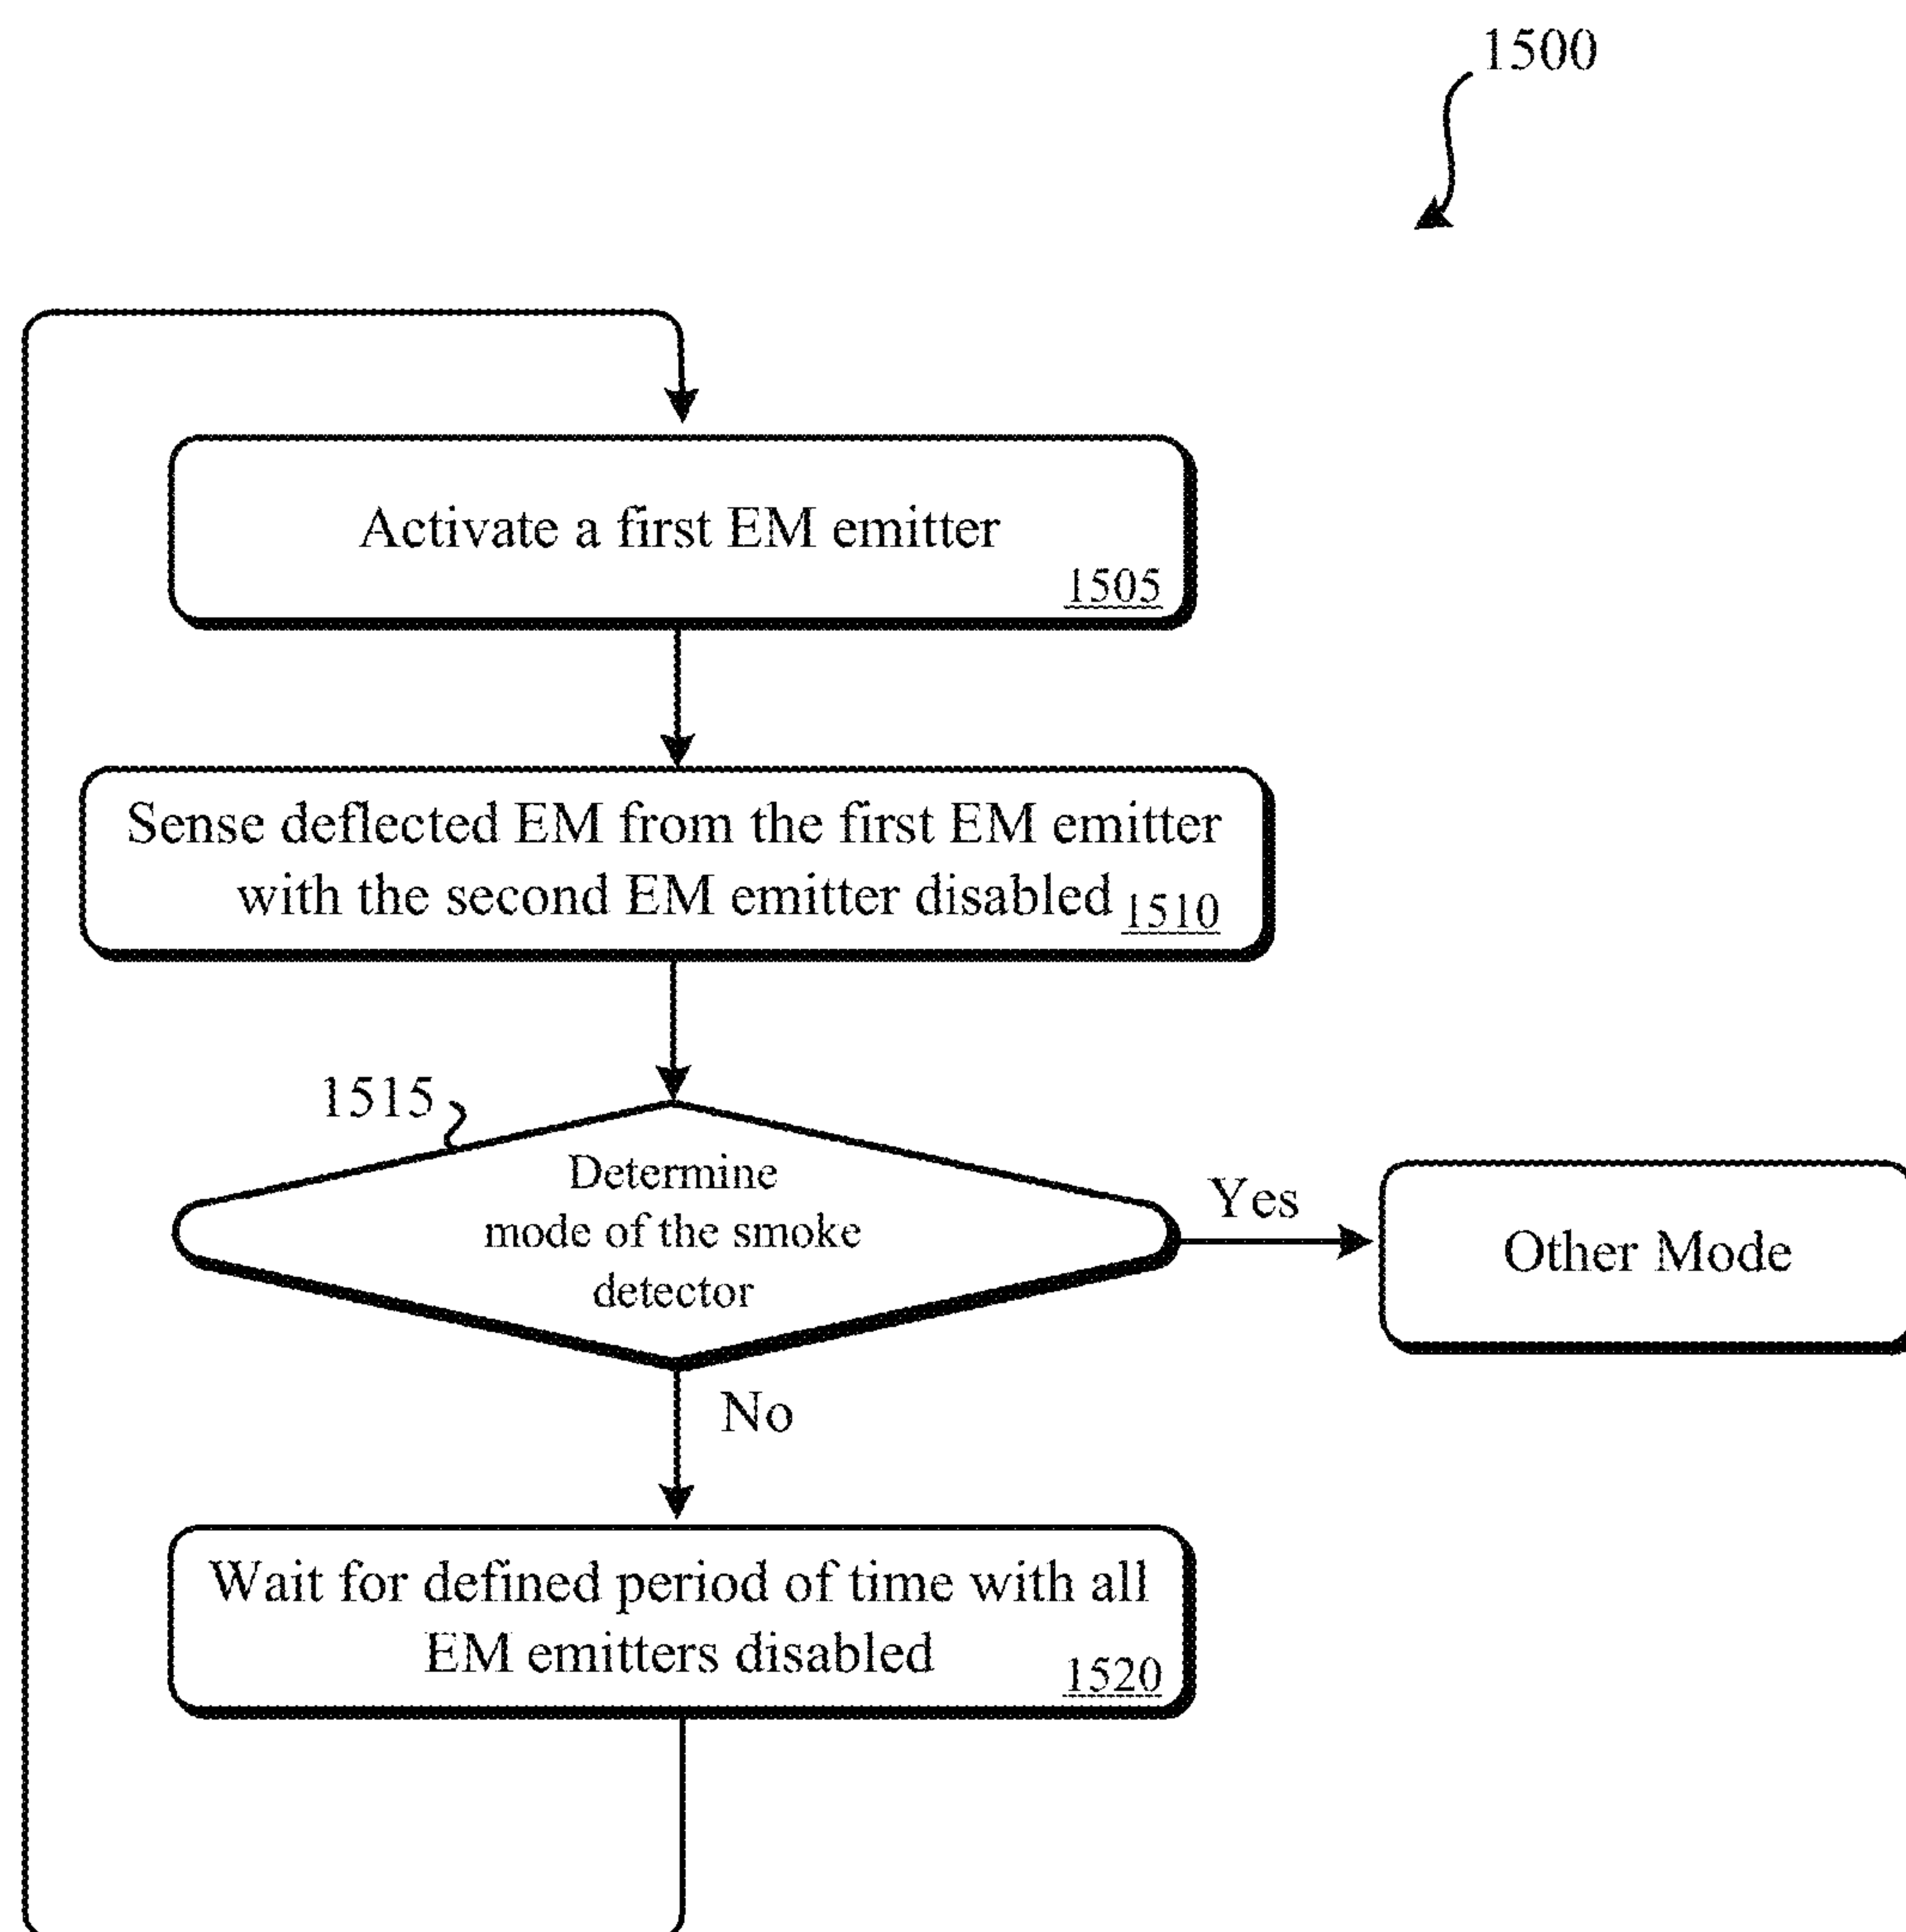 1500
Activate a first EM emitter
1505
Sense deflected EM from the first EM emitter
with the second EM emitter disabled 1510
1515
Determine
mode of the smoke
detector
Yes
Other Mode
No
Wait for defined period of time with all
EM emitters disabled
1520